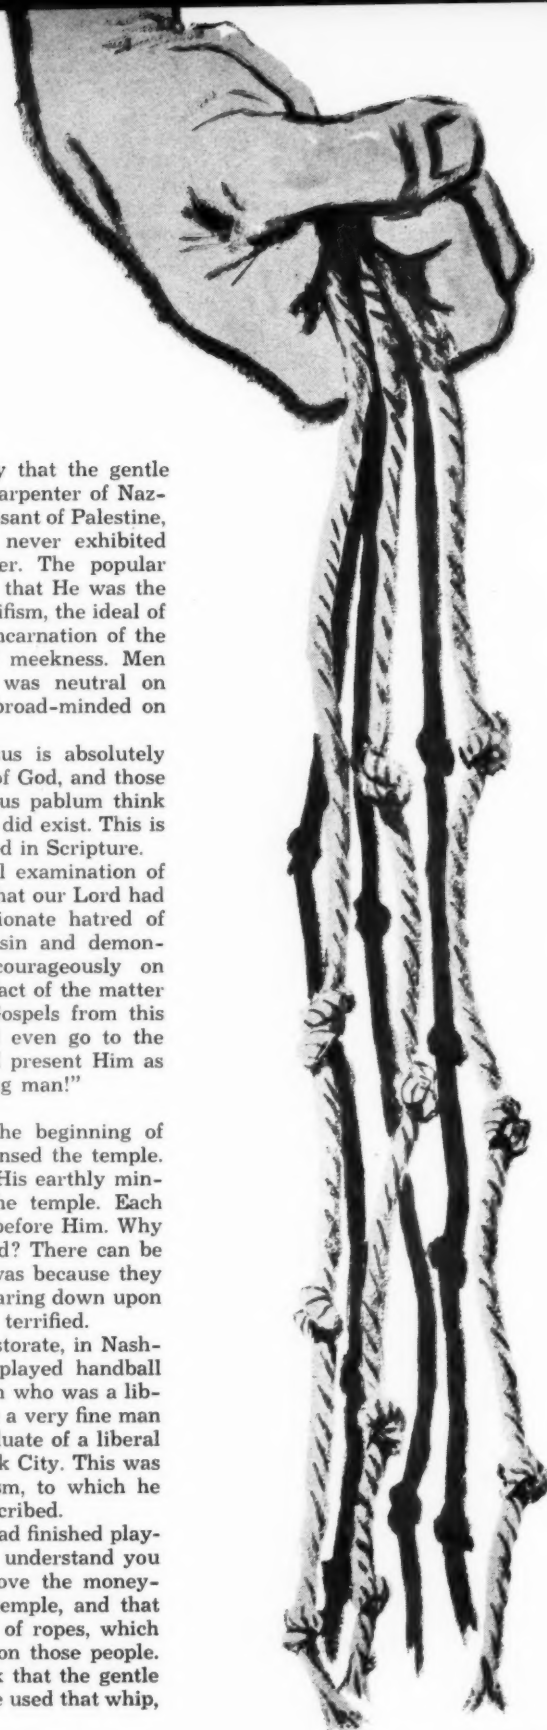 y that the gentle
arpenter of Naz-
sant of Palestine,
never exhibited
er. The popular
that He was the
ifism, the ideal of
ncarnation of the
meekness. Men
was neutral on
broad-minded on
us is absolutely
of God, and those
us pablum think
did exist. This is
d in Scripture.
l examination of
hat our Lord had
ionate hatred of
sin and demon-
courageously on
act of the matter
ospels from this
even go to the
present Him as
g man!”
he beginning of
nsed the temple.
His earthly min-
he temple. Each
before Him. Why
d? There can be
vas because they
aring down upon
terrified.
storate, in Nash-
played handball
n who was a lib-
a very fine man
duate of a liberal
k City. This was
sm, to which he
cribed.
ad finished play-
understand you
ove the money-
emple, and that
of ropes, which
on those people.
k that the gentle
e used that whip,